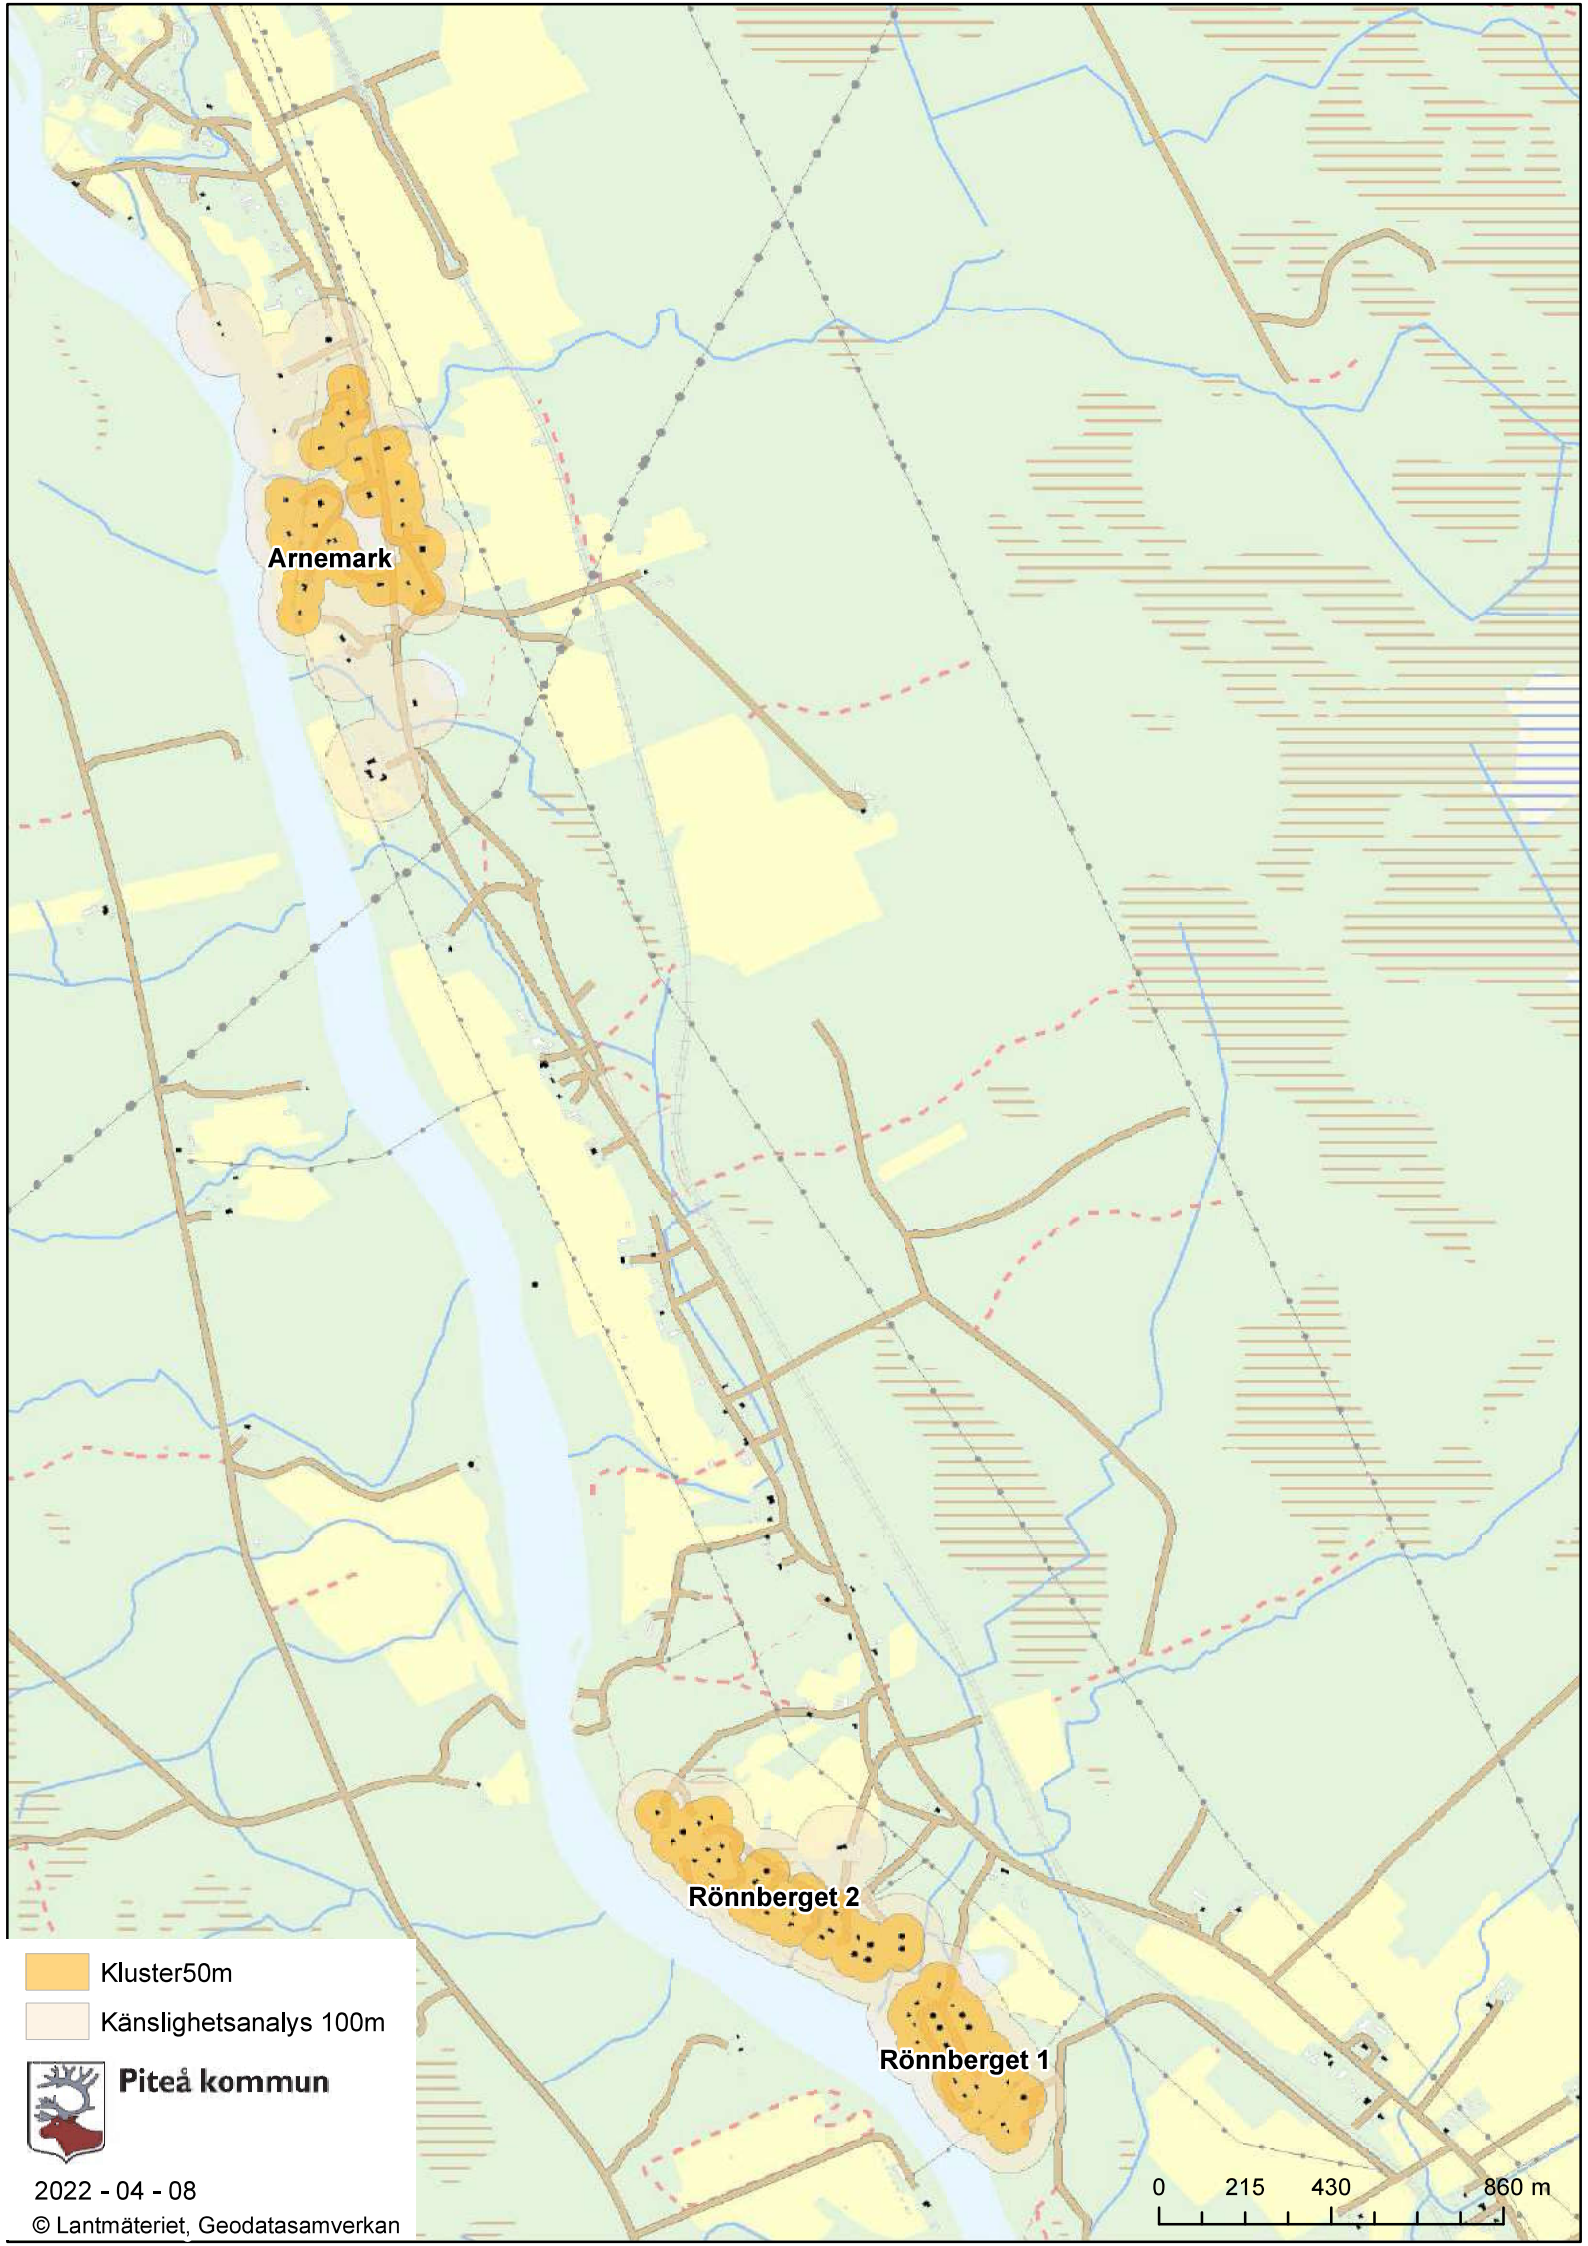 Arnemark
Rönnberget 2
Rönnberget 1
Kluster50m
Känslighetsanalys 100m
Piteå kommun
2022 - 04 - 08
© Lantmäteriet, Geodatasamverkan
0 215 430 860 m